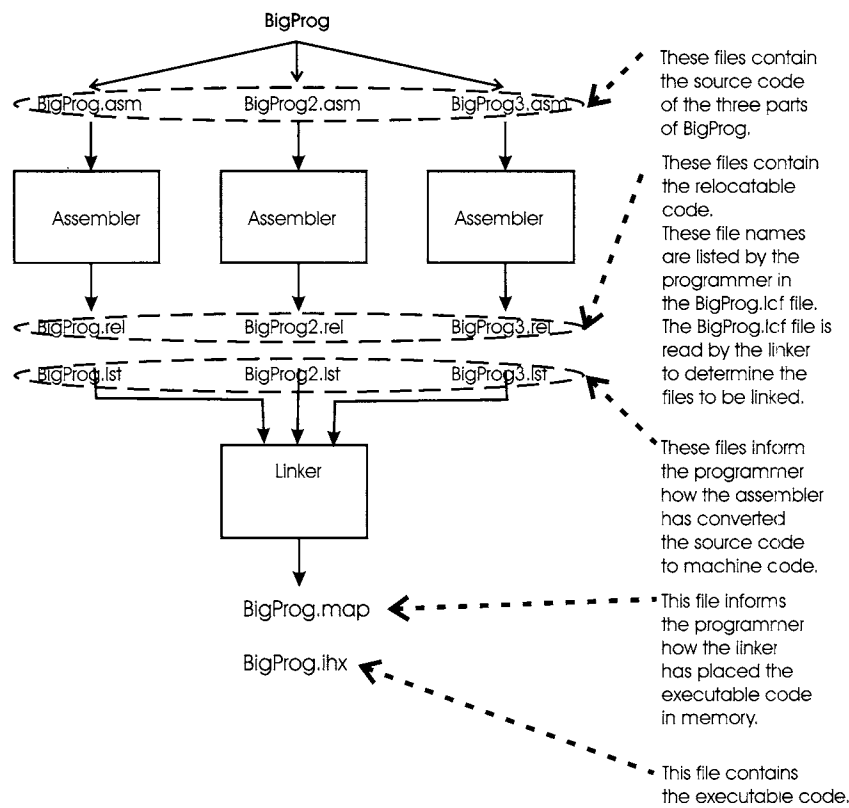 BigProg
BigProg.asm
BigProg2.asm
BigProg3.asm
These files contain
the source code
of the three parts
of BigProg.
Assembler
Assembler
Assembler
These files contain
the relocatable
code.
These file names
are listed by the
programmer in
the BigProg.lcf file.
The BigProg.lcf file is
read by the linker
to determine the
files to be linked.
BigProg.rel
BigProg2.rel
BigProg3.rel
BigProg.lst
BigProg2.lst
BigProg3.lst
These files inform
the programmer
how the assembler
has converted
the source code
to machine code.
Linker
BigProg.map
This file informs
the programmer
how the linker
has placed the
executable code
in memory.
BigProg.ihx
This file contains
the executable code.